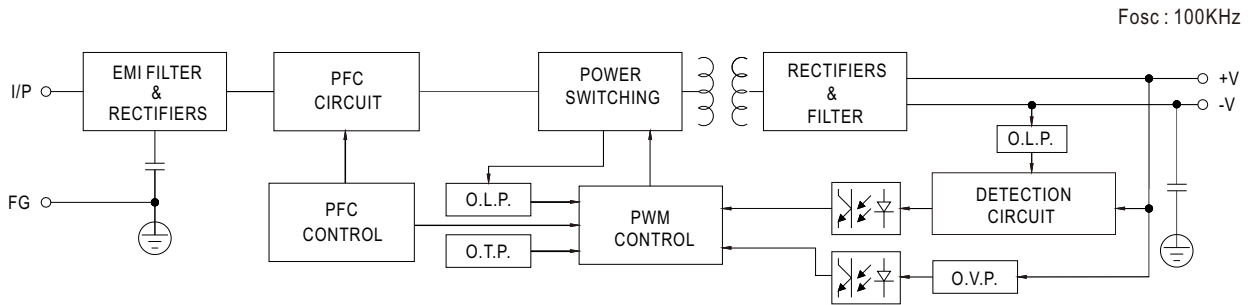 Fosc : 100KHz
I/P
EMI FILTER
&
RECTIFIERS
PFC
CIRCUIT
POWER
SWITCHING
RECTIFIERS
&
FILTER
+V
-V
O.L.P.
FG
PFC
CONTROL
O.L.P.
O.T.P.
PWM
CONTROL
DETECTION
CIRCUIT
O.V.P.